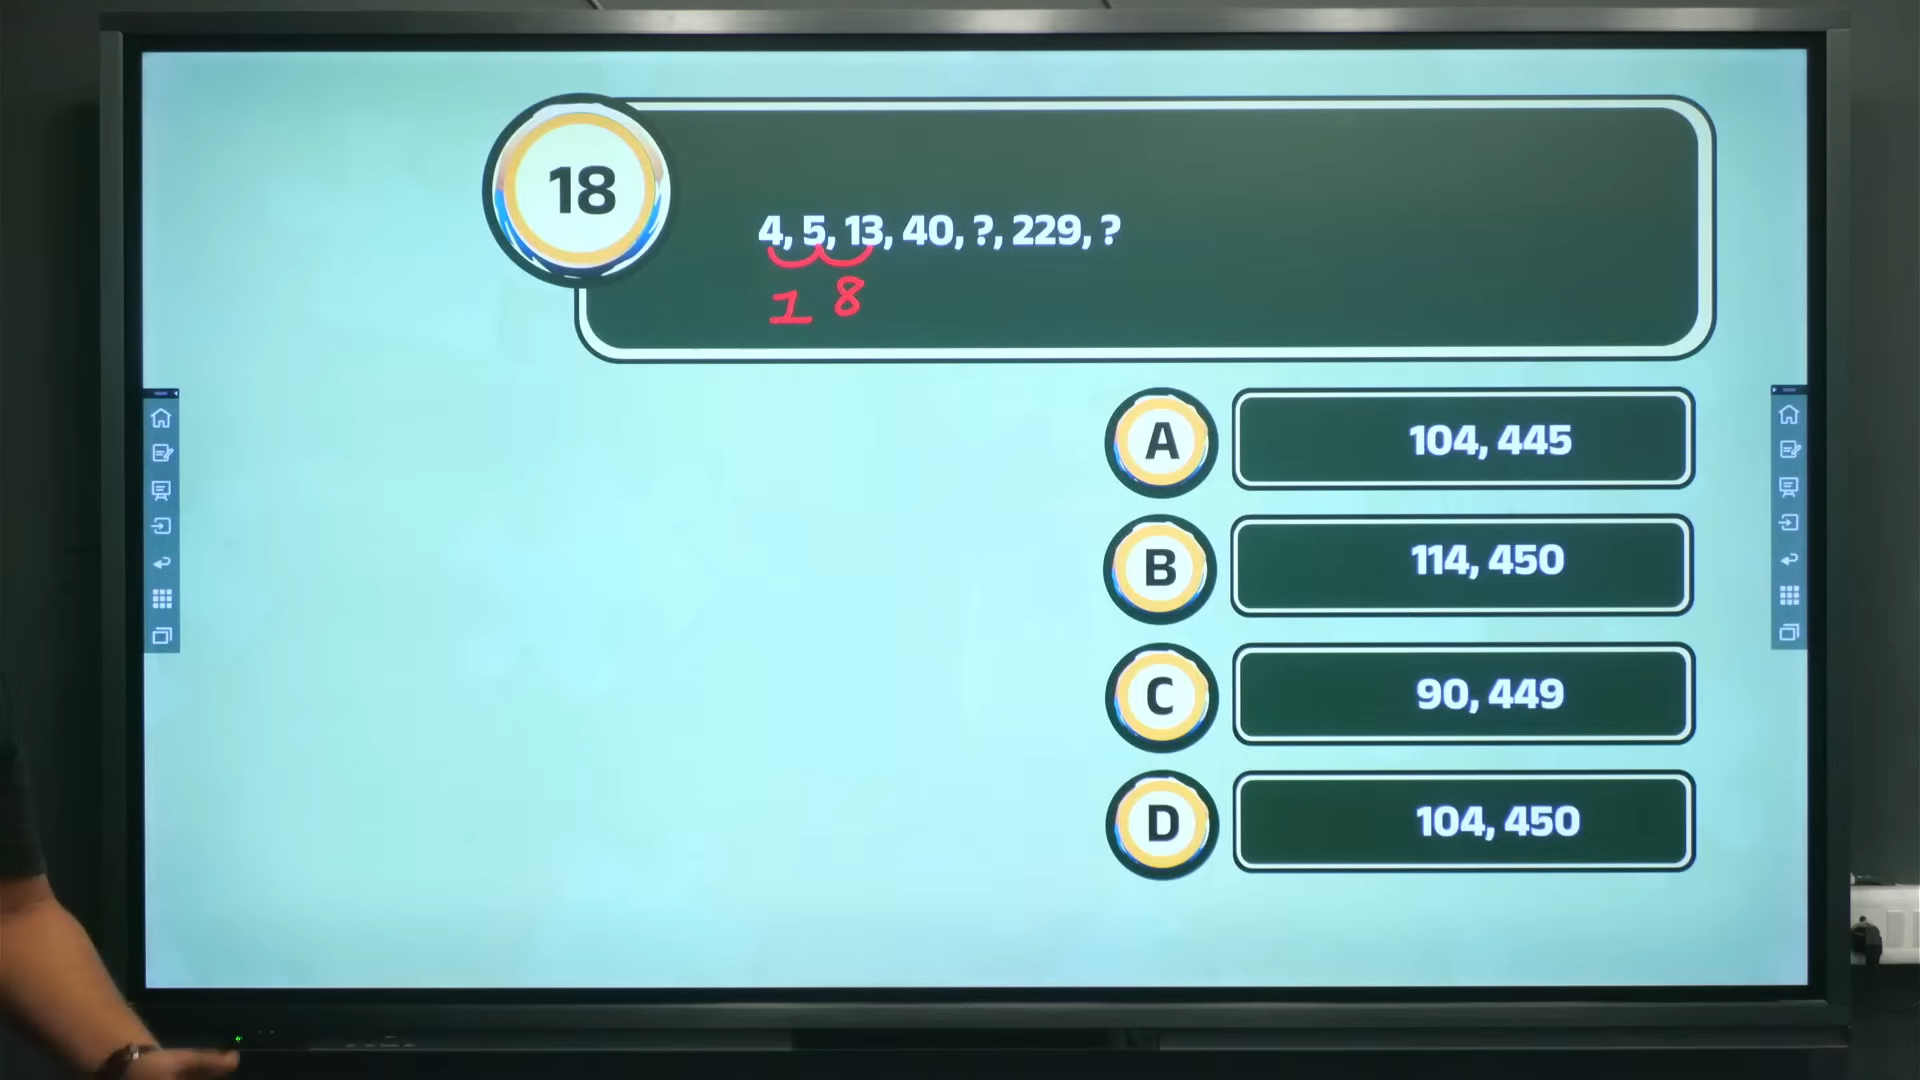 18
4, 5, 13, 40, ?, 229, ?
1 8
A 104, 445
B 114, 450
C 90, 449
D 104, 450